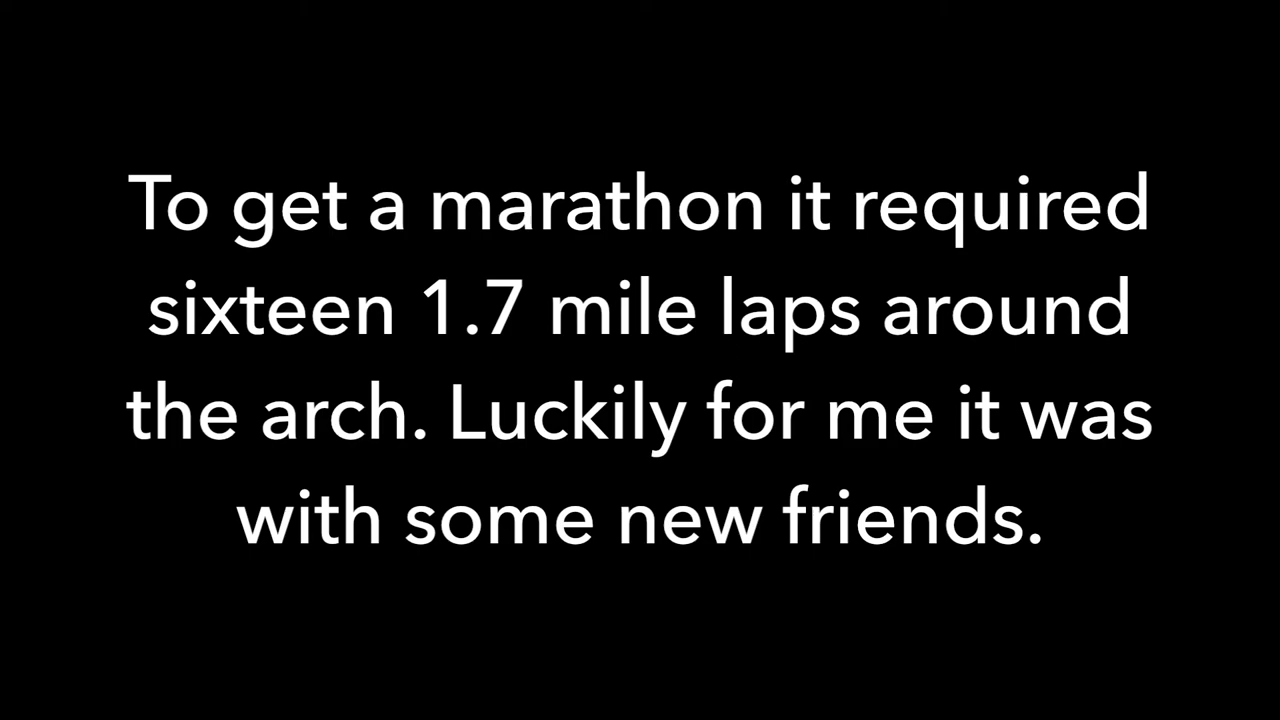 To get a marathon it required
sixteen 1.7 mile laps around
the arch. Luckily for me it was
with some new friends.